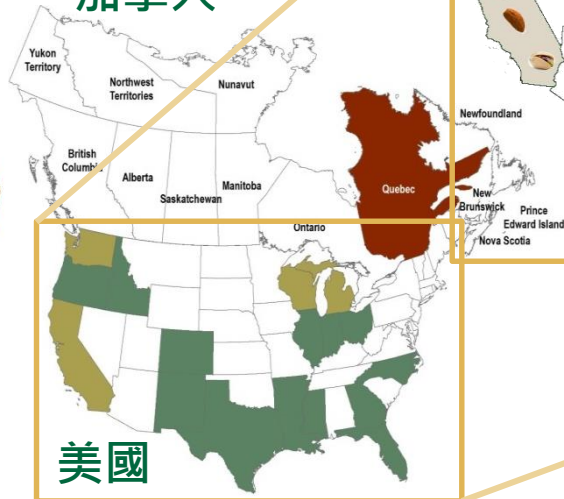 加拿大
Yukon
Territory
Northwest
Territories
Nunavut
Newfoundland
British
Columbia
Alberta
Saskatchewan
Manitoba
Quebec
New
Brunswick
Prince
Edward Island
Ontario
Nova Scotia
美國